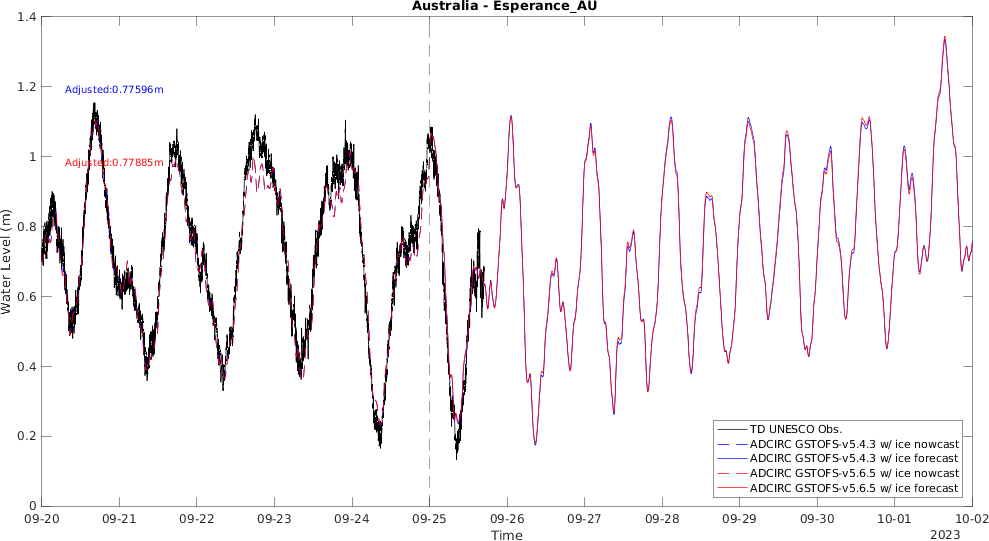 Australia - Esperance_AU
1.4
1.2
1
0.8
0.6
0.4
0.2
0
Water Level (m)
Adjusted:0.77596m
Adjusted:0.77885m
TD UNESCO Obs.
ADCIRC GSTOFS-v5.4.3 w/ ice nowcast
ADCIRC GSTOFS-v5.4.3 w/ ice forecast
ADCIRC GSTOFS-v5.6.5 w/ ice nowcast
ADCIRC GSTOFS-v5.6.5 w/ ice forecast
09-20 09-21 09-22 09-23 09-24 09-25 09-26 09-27 09-28 09-29 09-30 10-01 10-02
Time
2023